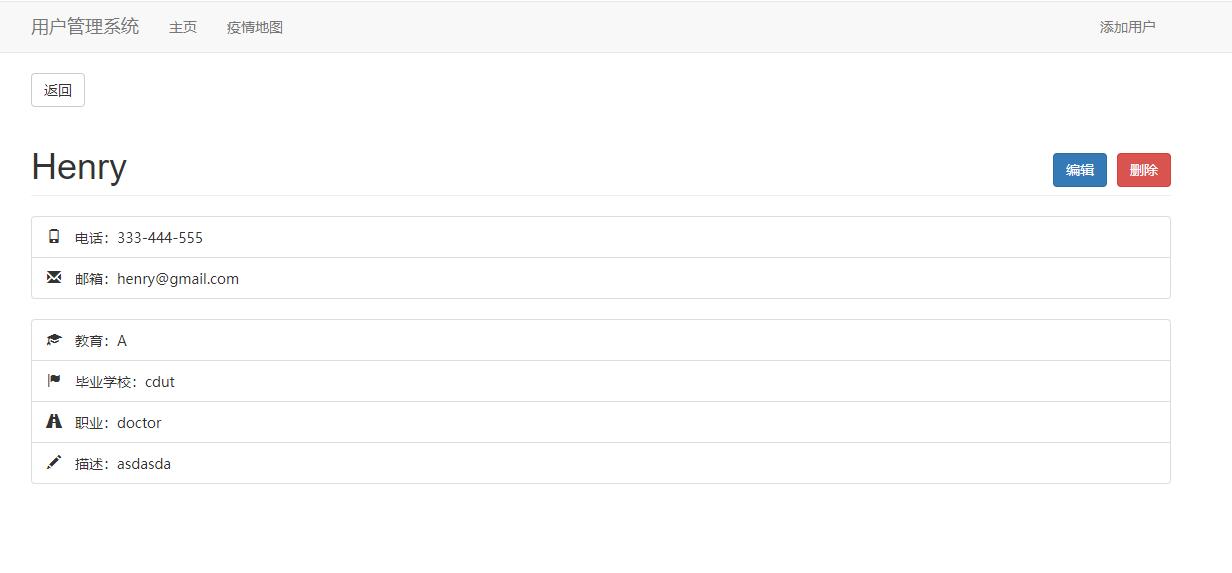 用户管理系统 主页 疫情地图 添加用户
返回
Henry 编辑 删除
电话：333-444-555
邮箱：henry@gmail.com
教育：A
毕业学校：cdut
职业：doctor
描述：asdasda